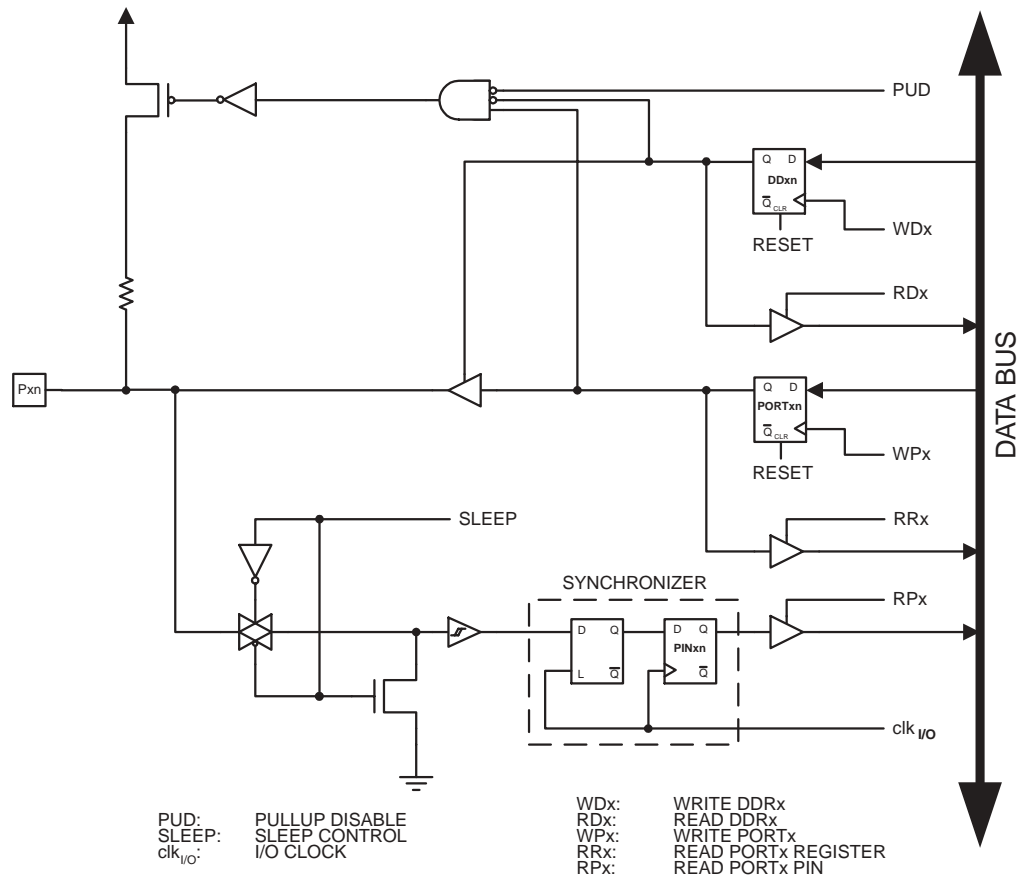 PUD
Q D
DDxn
Q CLR
WDx
RESET
RDx
Pxn
Q D
PORTxn
Q CLR
WPx
RESET
DATA BUS
SLEEP
RRx
SYNCHRONIZER
RPx
D Q
L Q
D Q
PINxn
Q
clk I/O
PUD: PULLUP DISABLE
SLEEP: SLEEP CONTROL
clkI/O: I/O CLOCK
WDx: WRITE DDRx
RDx: READ DDRx
WPx: WRITE PORTx
RRx: READ PORTx REGISTER
RPx: READ PORTx PIN